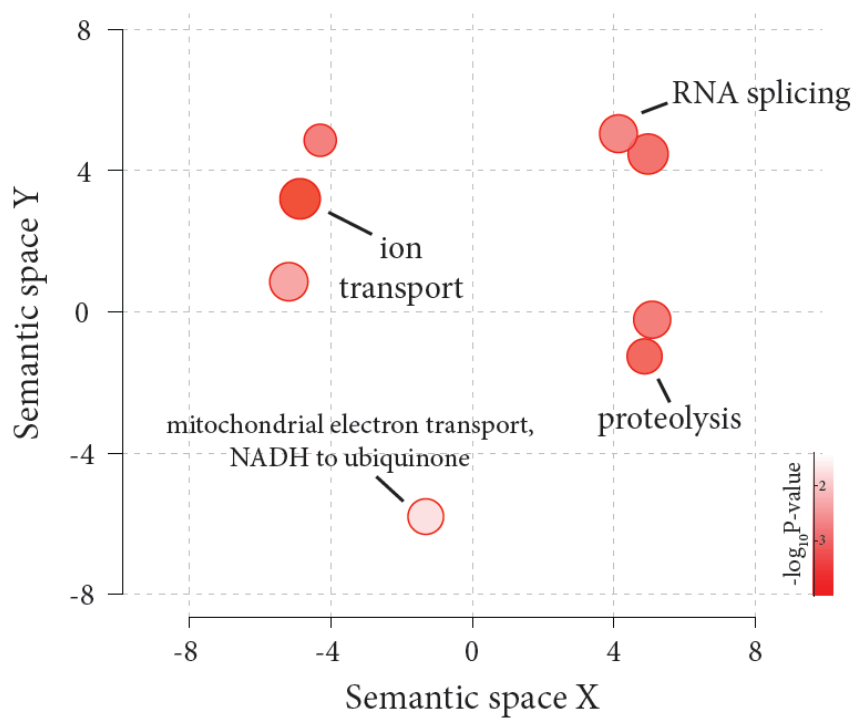 8
4
0
-4
-8
Semantic space Y
RNA splicing
ion
transport
proteolysis
mitochondrial electron transport,
NADH to ubiquinone
-log₁₀P-value
-2
-3
-8
-4
0
4
8
Semantic space X